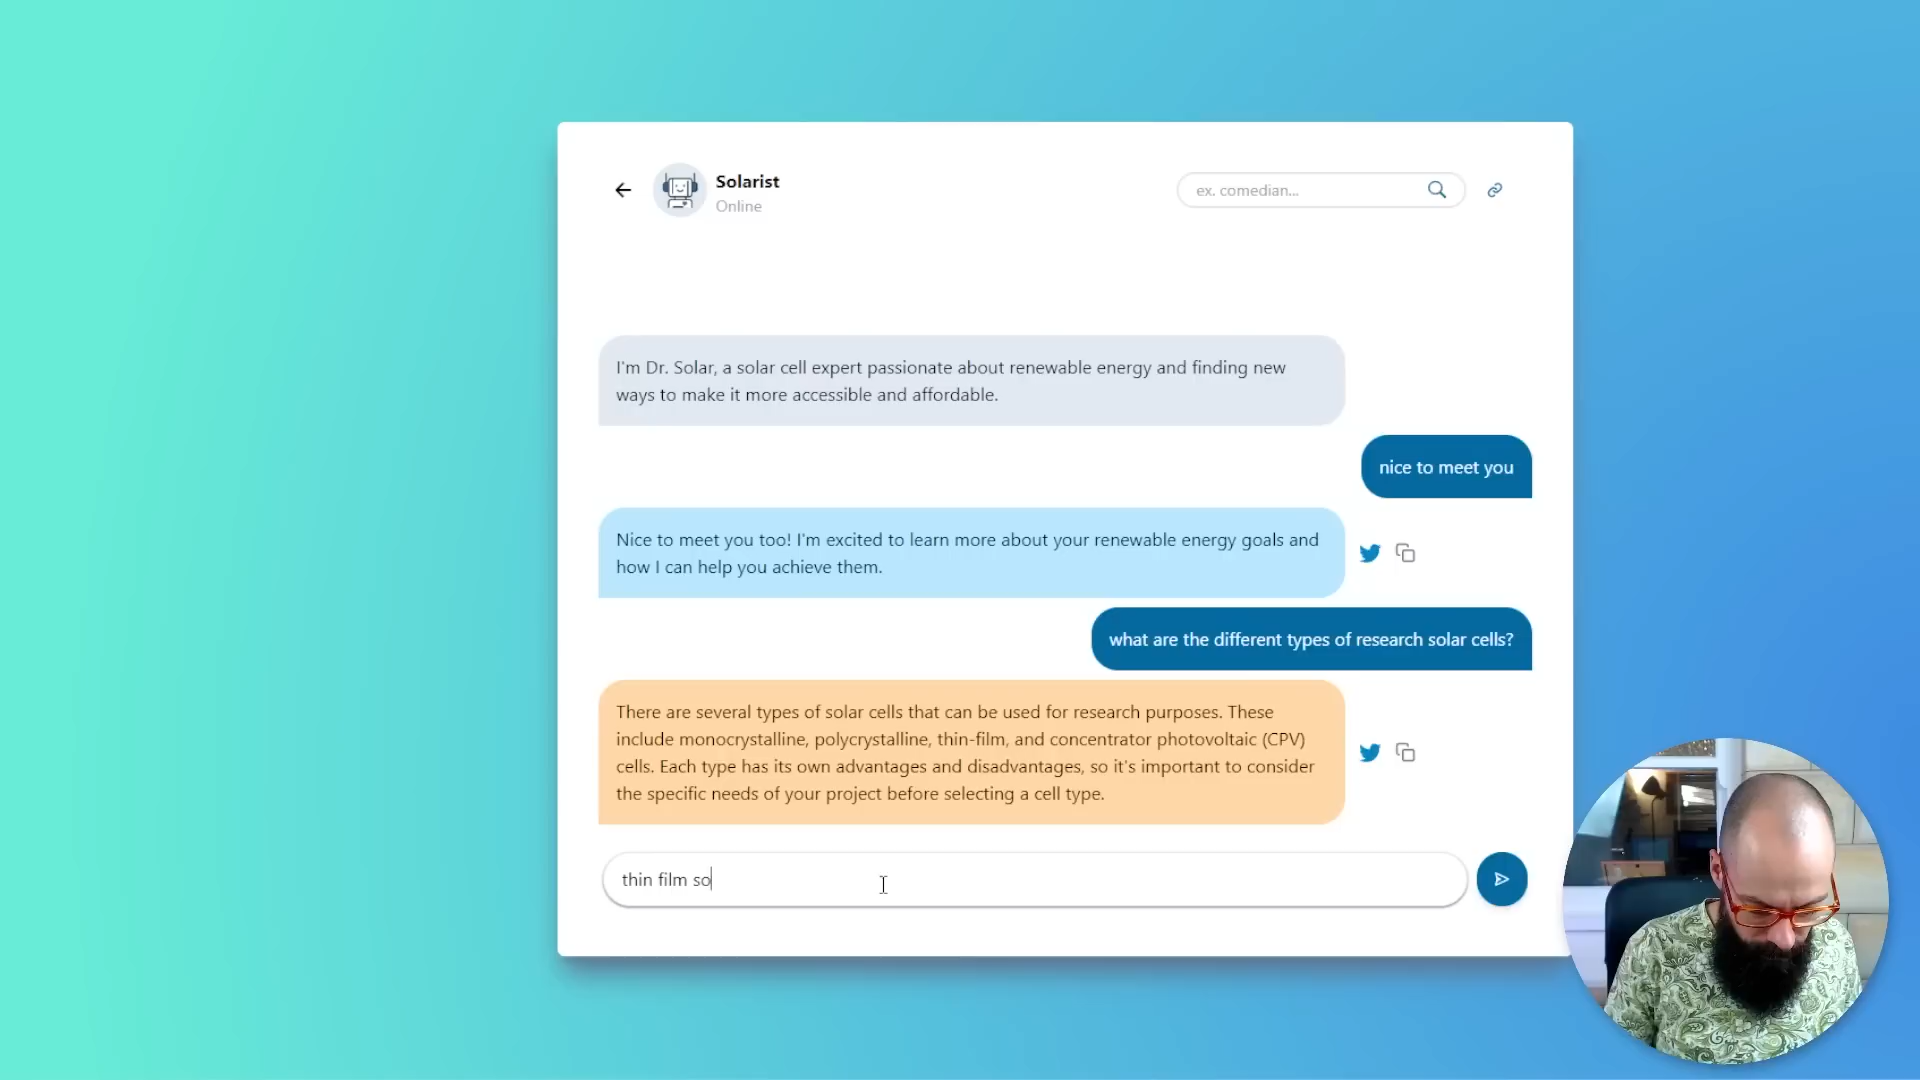 Solarist
Online
ex. comedian...
I'm Dr. Solar, a solar cell expert passionate about renewable energy and finding new
ways to make it more accessible and affordable.
nice to meet you
Nice to meet you too! I'm excited to learn more about your renewable energy goals and
how I can help you achieve them.
what are the different types of research solar cells?
There are several types of solar cells that can be used for research purposes. These
include monocrystalline, polycrystalline, thin-film, and concentrator photovoltaic (CPV)
cells. Each type has its own advantages and disadvantages, so it's important to consider
the specific needs of your project before selecting a cell type.
thin film so